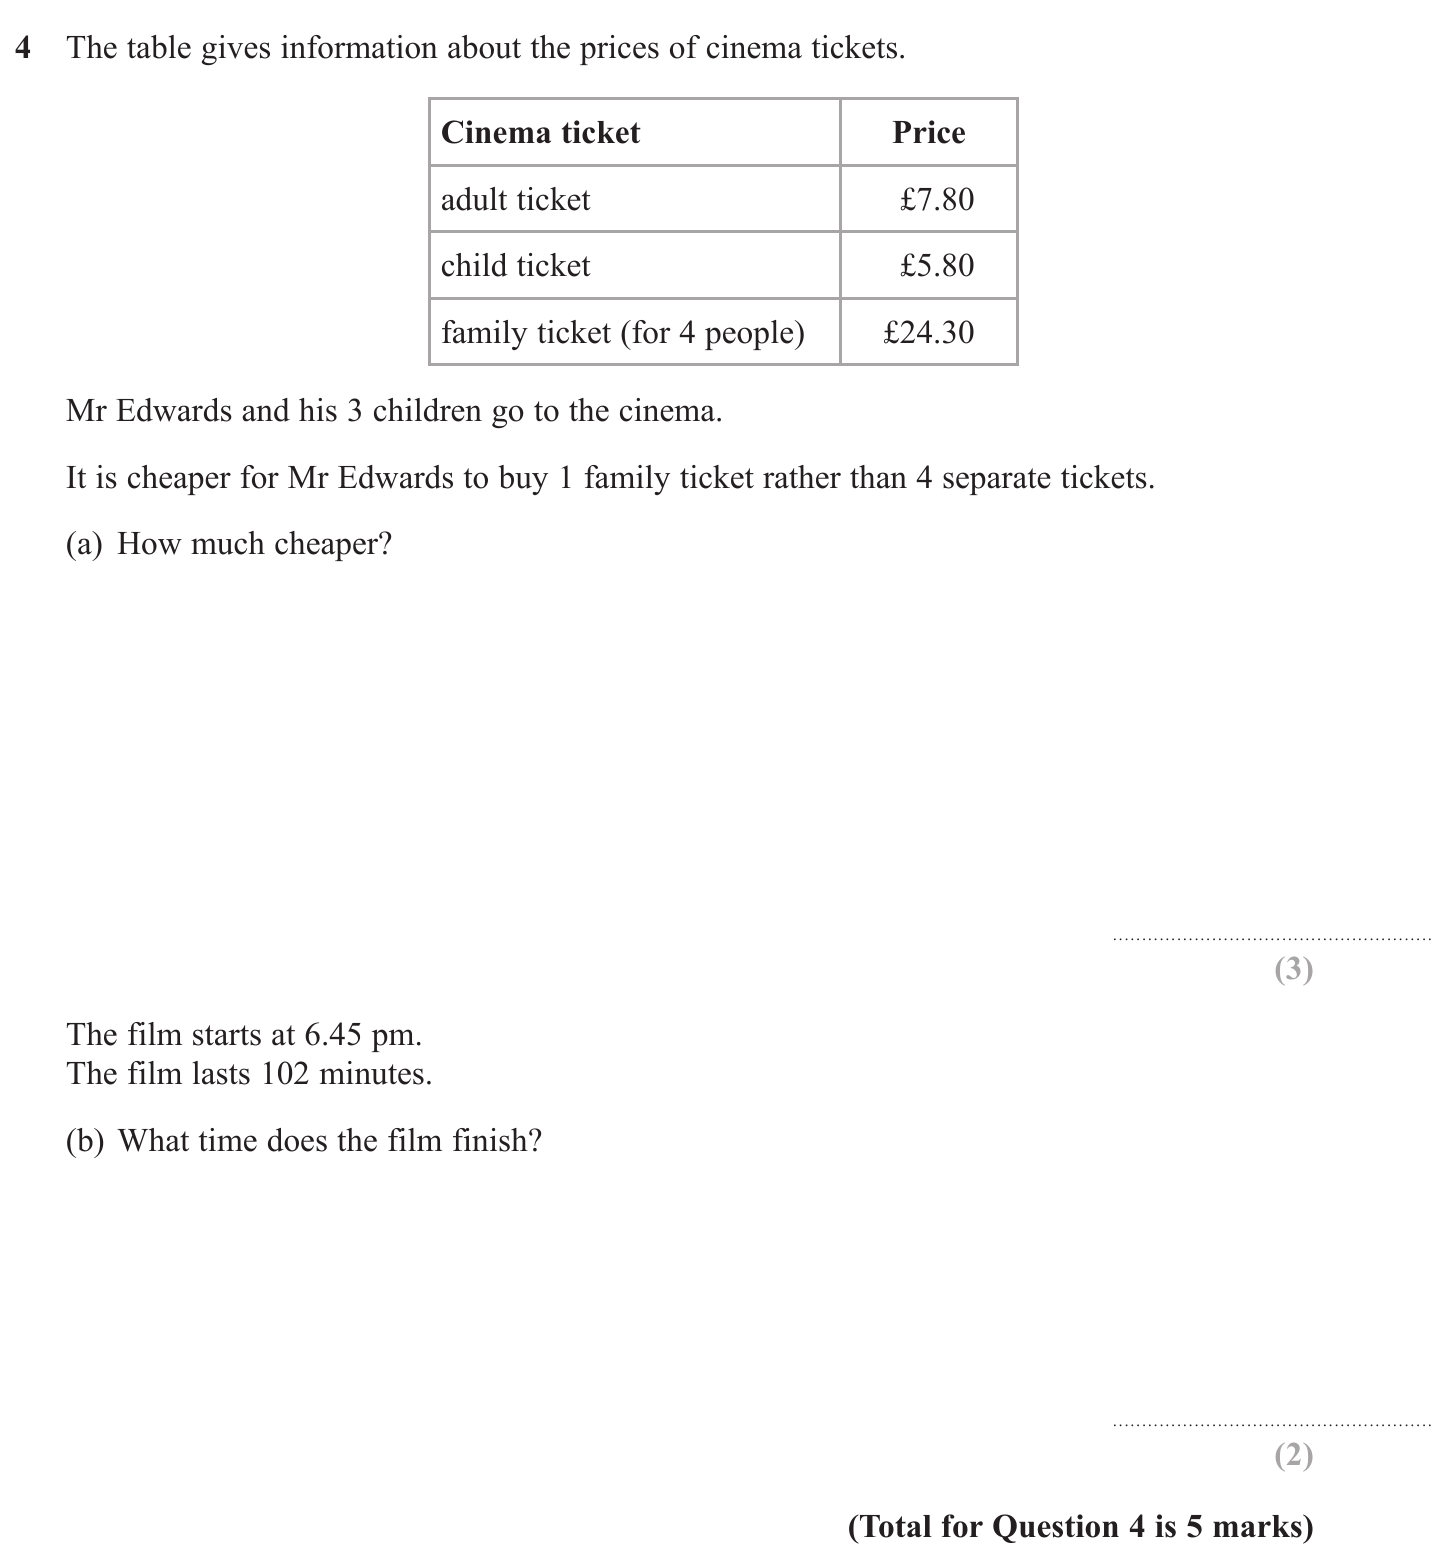 4 The table gives information about the prices of cinema tickets.
Cinema ticket Price
adult ticket £7.80
child ticket £5.80
family ticket (for 4 people) £24.30
Mr Edwards and his 3 children go to the cinema.
It is cheaper for Mr Edwards to buy 1 family ticket rather than 4 separate tickets.
(a) How much cheaper?
(3)
The film starts at 6.45 pm.
The film lasts 102 minutes.
(b) What time does the film finish?
(2)
(Total for Question 4 is 5 marks)